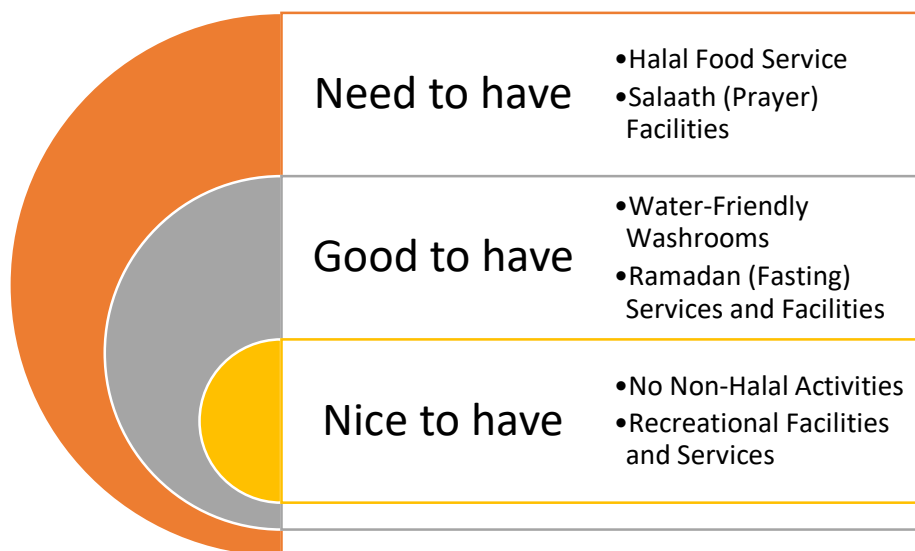 Need to have
•Halal Food Service
•Salaath (Prayer)
Facilities
Good to have
•Water-Friendly
Washrooms
•Ramadan (Fasting)
Services and Facilities
Nice to have
•No Non-Halal Activities
•Recreational Facilities
and Services